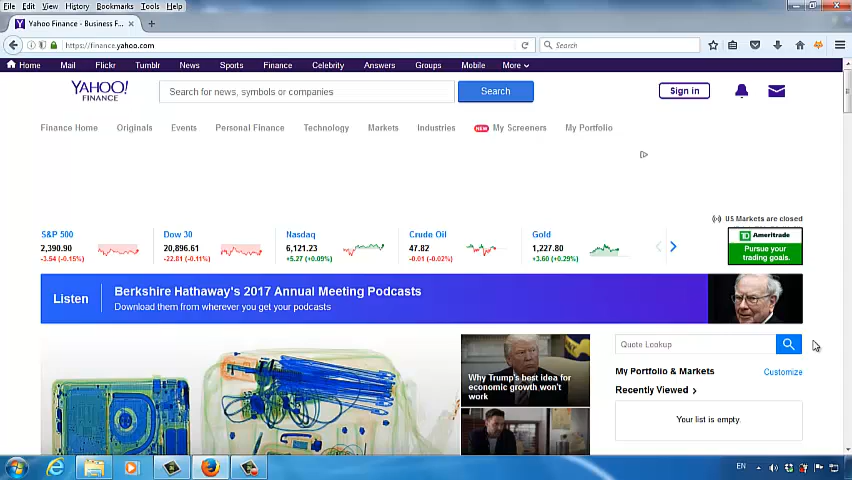 File Edit View History Bookmarks Tools Help
Yahoo Finance - Business F...
https://finance.yahoo.com
Search
Home Mail Flickr Tumblr News Sports Finance Celebrity Answers Groups Mobile More
YAHOO!
FINANCE
Search for news, symbols or companies
Search
Sign in
Finance Home Originals Events Personal Finance Technology Markets Industries NEW My Screeners My Portfolio
US Markets are closed
S&P 500 Dow 30 Nasdaq Crude Oil Gold
2,390.90 20,896.61 6,121.23 47.82 1,227.80
-3.54 (-0.15%) -22.81 (-0.11%) +5.27 (+0.09%) -0.01 (-0.02%) +3.60 (+0.29%)
TD Ameritrade
Pursue your
trading goals.
Listen
Berkshire Hathaway's 2017 Annual Meeting Podcasts
Download them from wherever you get your podcasts
Why Trump's best idea for
economic growth won't
work
Quote Lookup
My Portfolio & Markets
Customize
Recently Viewed
Your list is empty.
EN